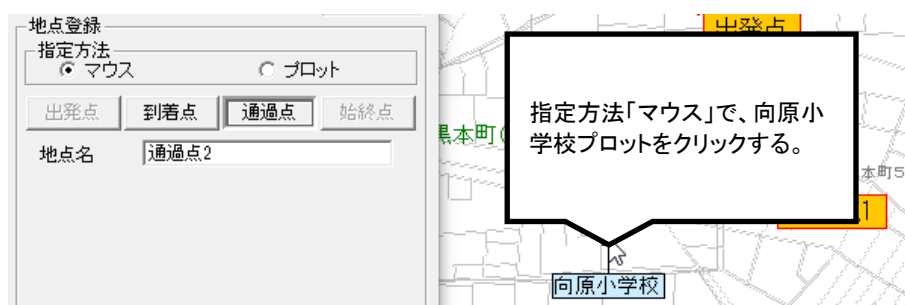 地点登録
指定方法
マウス
プロット
出発点
到着点
通過点
始終点
地点名
通過点2
出発点
黒本町
指定方法「マウス」で、向原小
学校プロットをクリックする。
本町5
1
向原小学校